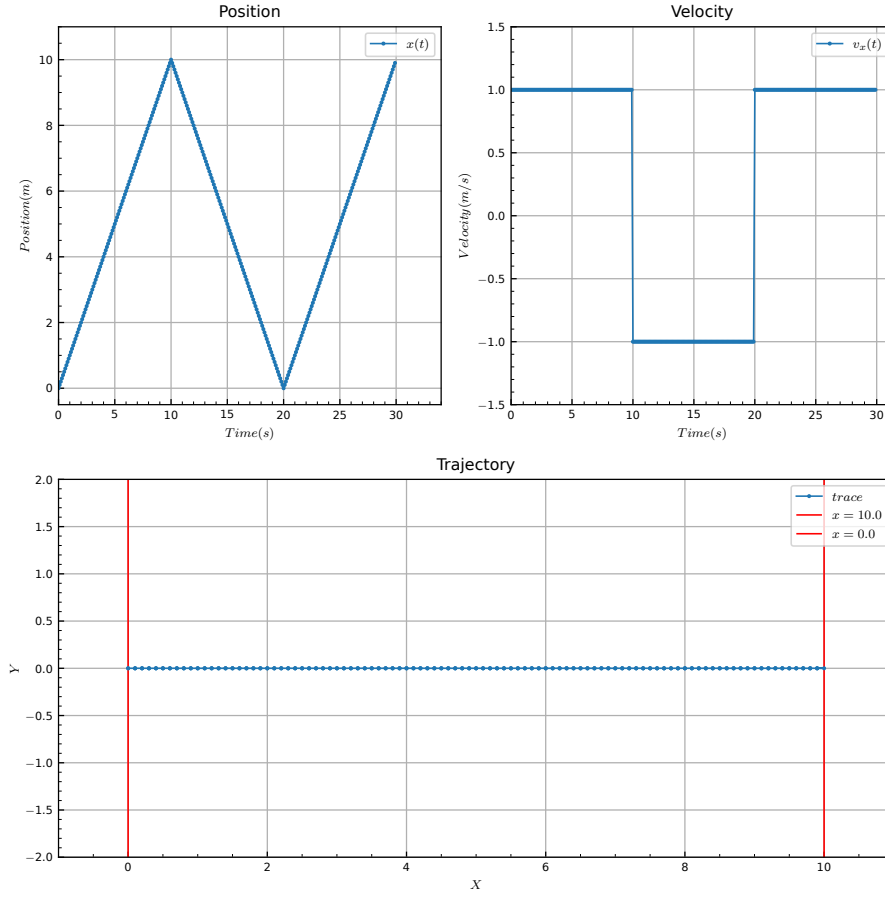 Position
x(t)
10
8
6
4
2
0
Position(m)
0 5 10 15 20 25 30
Time(s)
Velocity
v_x(t)
1.5
1.0
0.5
0.0
−0.5
−1.0
−1.5
Velocity(m/s)
0 5 10 15 20 25 30
Time(s)
Trajectory
trace
x = 10.0
x = 0.0
2.0
1.5
1.0
0.5
0.0
−0.5
−1.0
−1.5
−2.0
Y
0 2 4 6 8 10
X